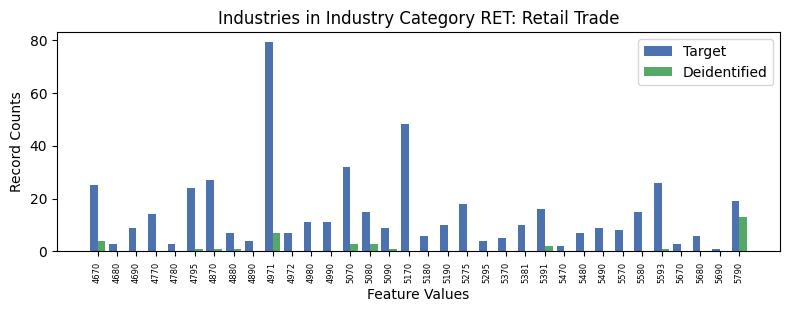 Industries in Industry Category RET: Retail Trade
Target
Deidentified
Record Counts
80
60
40
20
0
4670 4680 4690 4770 4780 4795 4870 4880 4890 4971 4972 4980 4990 5070 5080 5090 5170 5180 5190 5275 5295 5370 5381 5391 5470 5480 5490 5570 5580 5593 5670 5680 5690 5790
Feature Values